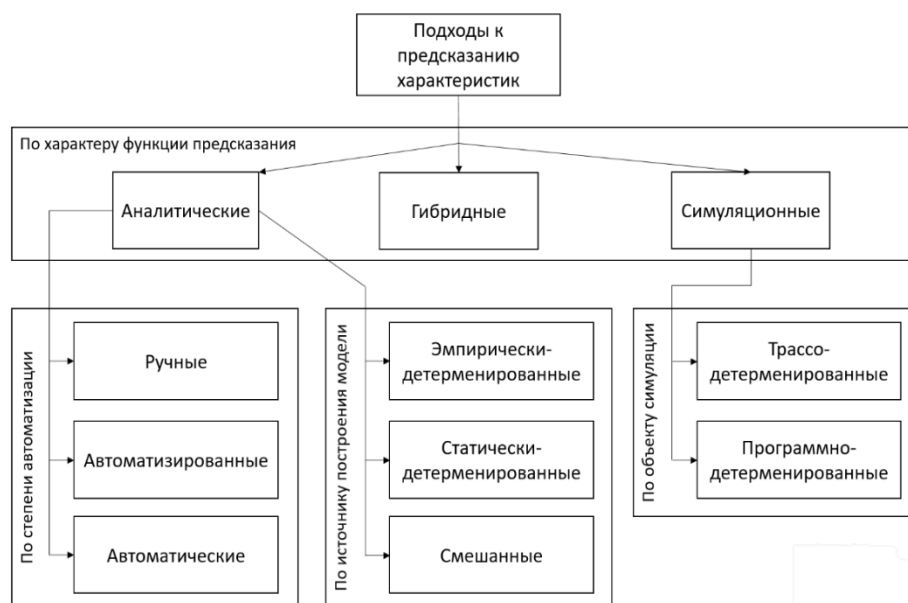 Подходы к
предсказанию
характеристик
По характеру функции предсказания
Аналитические
Гибридные
Симуляционные
По степени автоматизации
Ручные
Автоматизированные
Автоматические
По источнику построения модели
Эмпирически-
детерменированные
Статически-
детерменированные
Смешанные
По объекту симуляции
Трассо-
детерменированные
Программно-
детерменированные